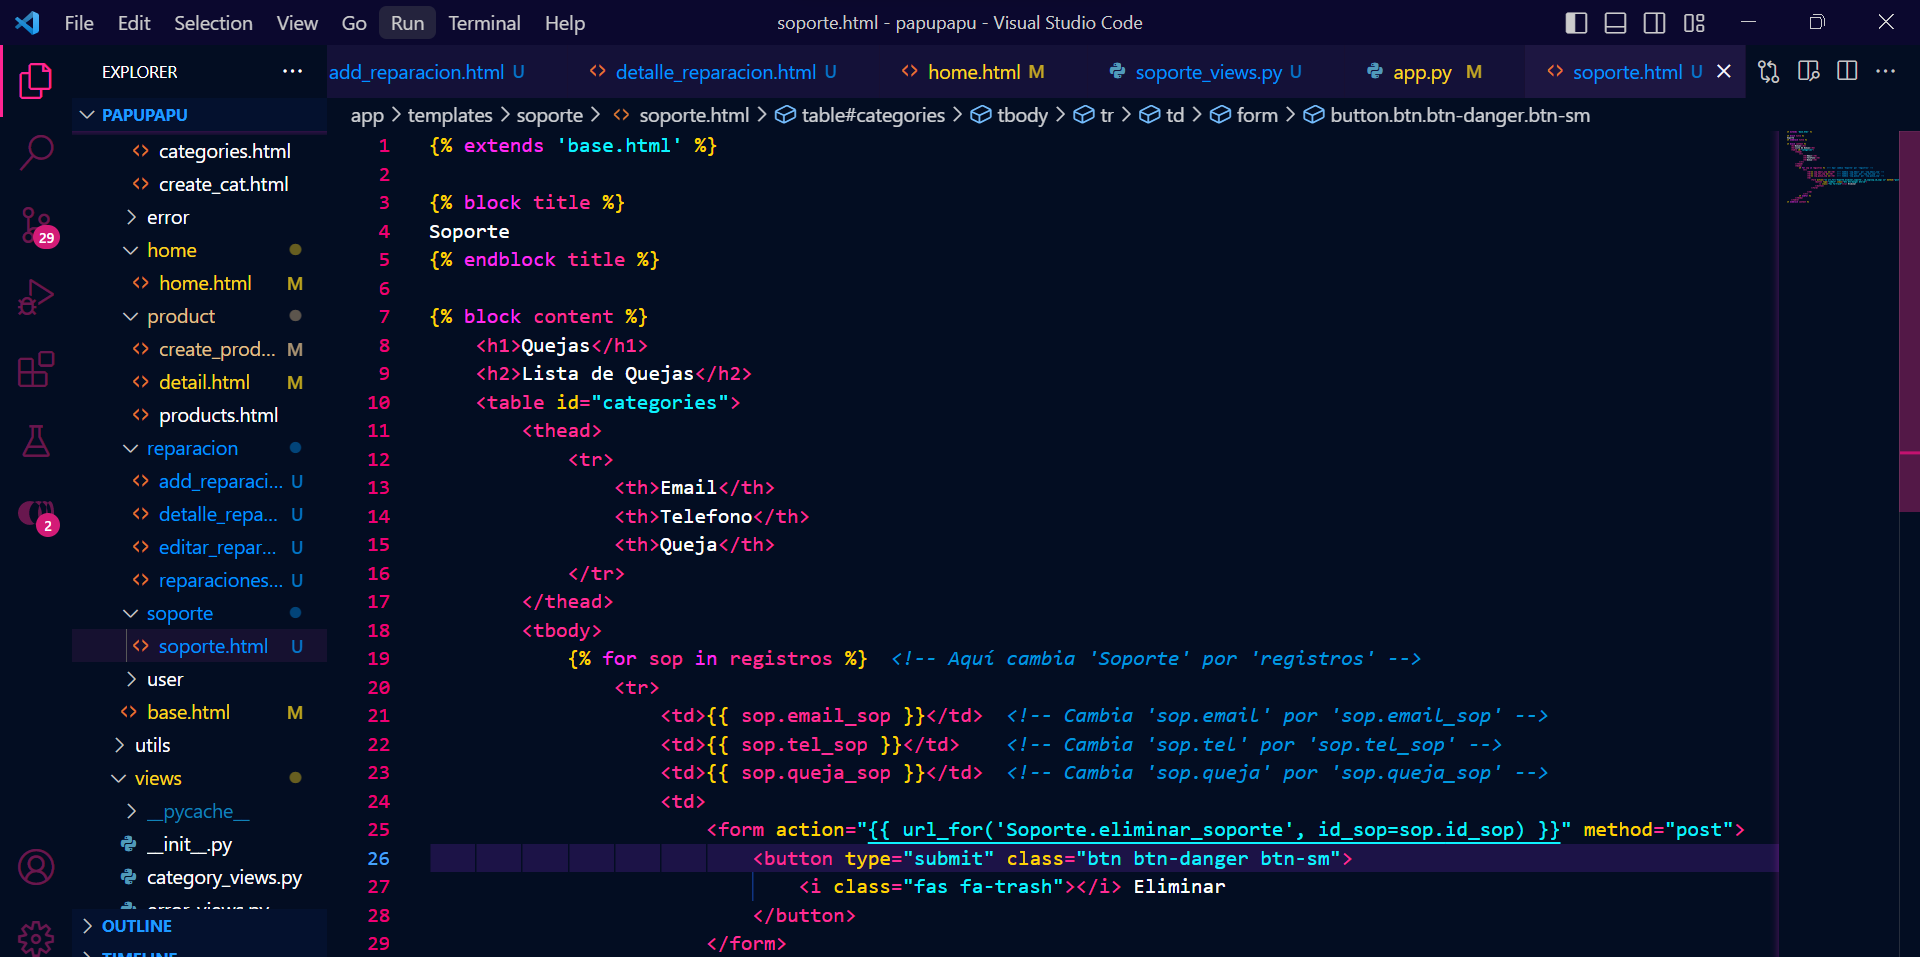 File Edit Selection View Go Run Terminal Help soporte.html - papupapu - Visual Studio Code
EXPLORER ··· add_reparacion.html U <> detalle_reparacion.html U <> home.html M soporte_views.py U app.py M <> soporte.html U
PAPUPAPU
app > templates > soporte > <> soporte.html > table#categories > tbody > tr > td > form > button.btn.btn-danger.btn-sm
<> categories.html
<> create_cat.html
error
home
<> home.html M
product
<> create_prod... M
<> detail.html M
<> products.html
reparacion
<> add_reparaci... U
<> detalle_repa... U
<> editar_repar... U
<> reparaciones... U
soporte
<> soporte.html U
user
<> base.html M
utils
views
__pycache__
__init__.py
category_views.py
error_views.py
OUTLINE
TIMELINE
29
2
1 {% extends 'base.html' %}
2
3 {% block title %}
4 Soporte
5 {% endblock title %}
6
7 {% block content %}
8 <h1>Quejas</h1>
9 <h2>Lista de Quejas</h2>
10 <table id="categories">
11 <thead>
12 <tr>
13 <th>Email</th>
14 <th>Telefono</th>
15 <th>Queja</th>
16 </tr>
17 </thead>
18 <tbody>
19 {% for sop in registros %} <!-- Aquí cambia 'Soporte' por 'registros' -->
20 <tr>
21 <td>{{ sop.email_sop }}</td> <!-- Cambia 'sop.email' por 'sop.email_sop' -->
22 <td>{{ sop.tel_sop }}</td> <!-- Cambia 'sop.tel' por 'sop.tel_sop' -->
23 <td>{{ sop.queja_sop }}</td> <!-- Cambia 'sop.queja' por 'sop.queja_sop' -->
24 <td>
25 <form action="{{ url_for('Soporte.eliminar_soporte', id_sop=sop.id_sop) }}" method="post">
26 <button type="submit" class="btn btn-danger btn-sm">
27 <i class="fas fa-trash"></i> Eliminar
28 </button>
29 </form>